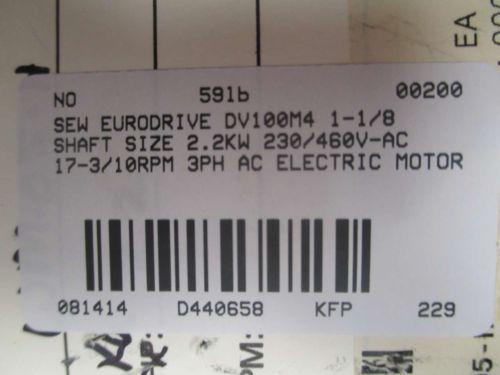 NO 591b 00200
SEW EURODRIVE DV100M4 1-1/8
SHAFT SIZE 2.2KW 230/460V-AC
17-3/10RPM 3PH AC ELECTRIC MOTOR
081414 D440658 KFP 229
EA
PM: